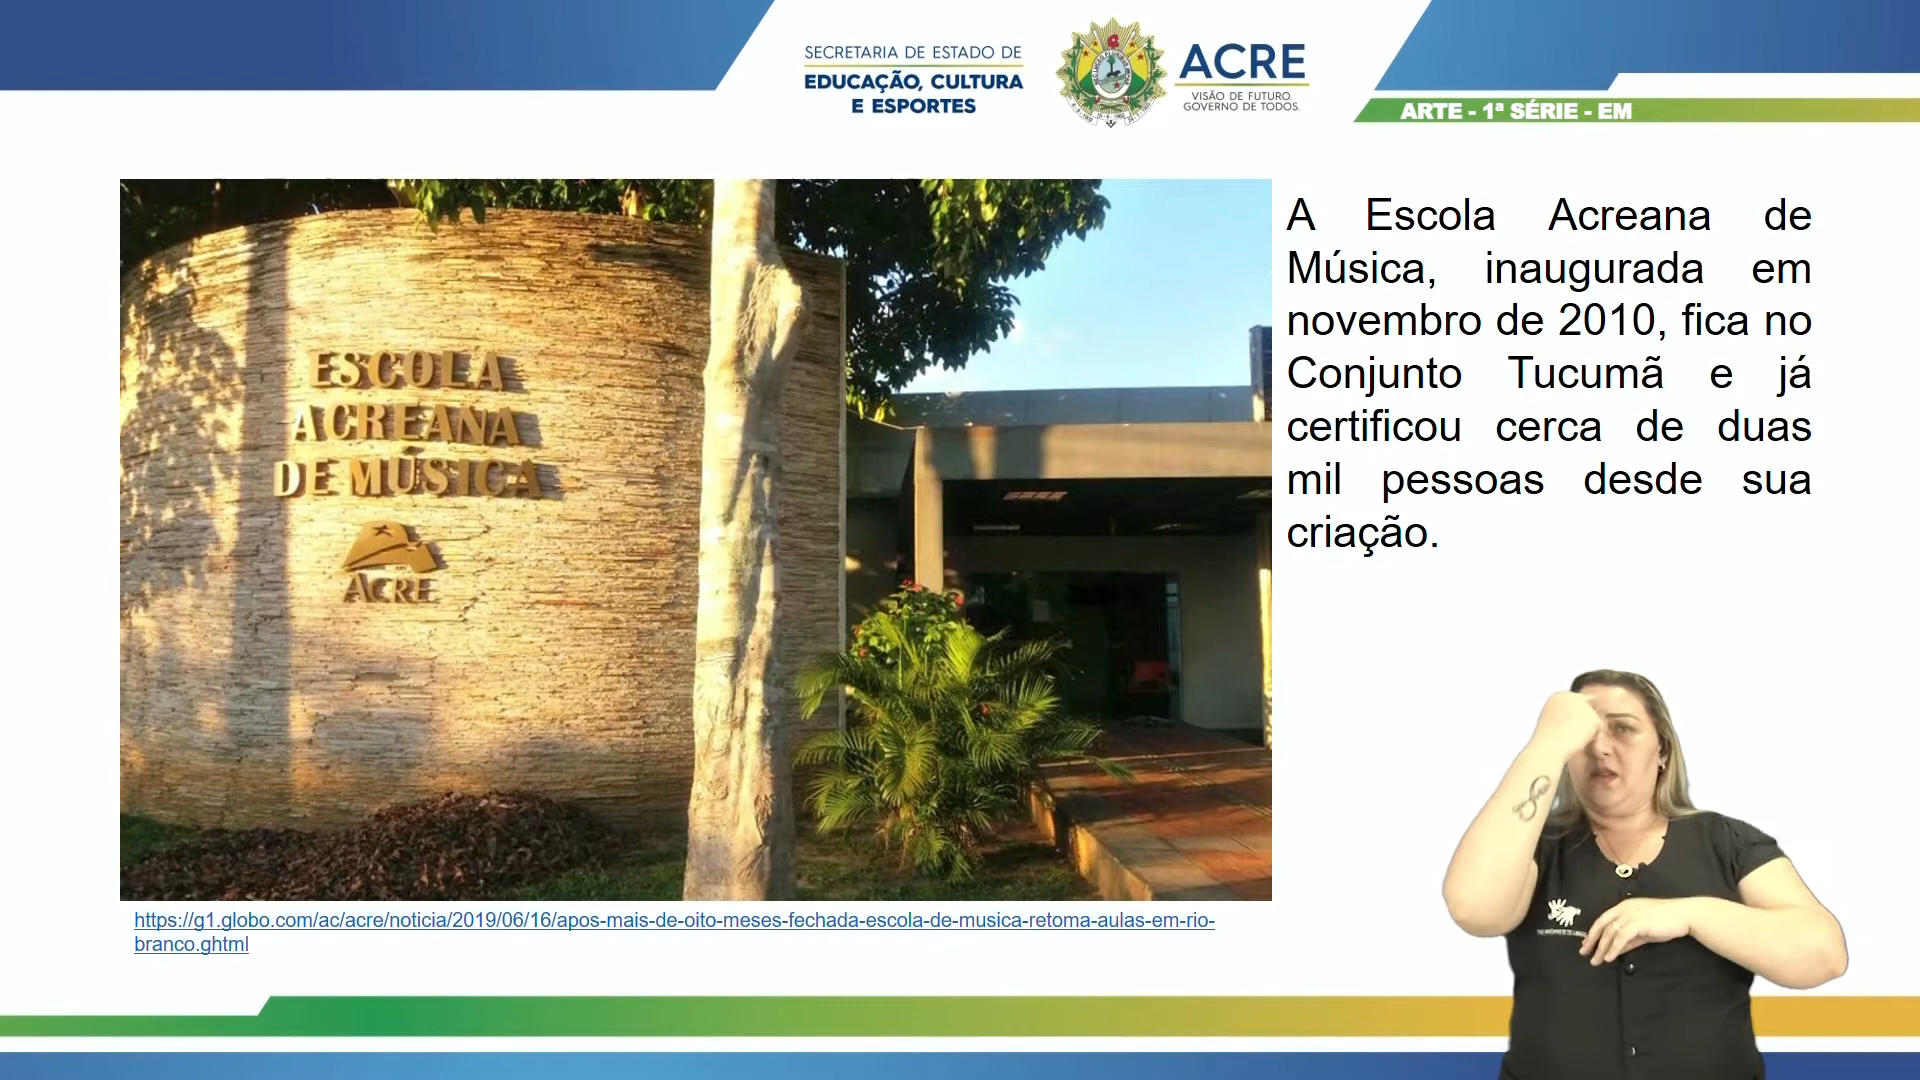 SECRETARIA DE ESTADO DE
EDUCAÇÃO, CULTURA
E ESPORTES
ACRE
VISÃO DE FUTURO.
GOVERNO DE TODOS.
ARTE - 1ª SÉRIE - EM
ESCOLA
ACREANA
DE MÚSICA
ACRE
A Escola Acreana de
Música, inaugurada em
novembro de 2010, fica no
Conjunto Tucumã e já
certificou cerca de duas
mil pessoas desde sua
criação.
https://g1.globo.com/ac/acre/noticia/2019/06/16/apos-mais-de-oito-meses-fechada-escola-de-musica-retoma-aulas-em-rio-
branco.ghtml